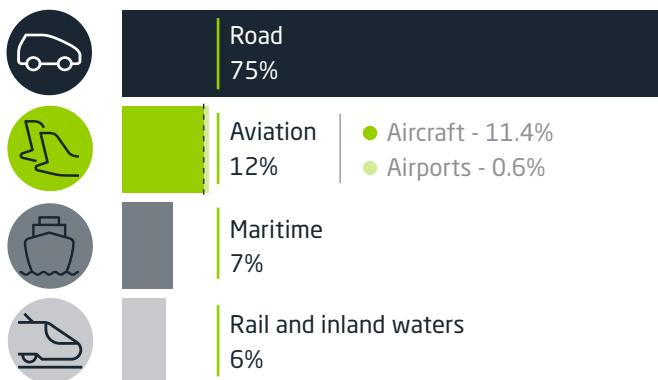 Road
75%
Aviation
12%
Aircraft - 11.4%
Airports - 0.6%
Maritime
7%
Rail and inland waters
6%